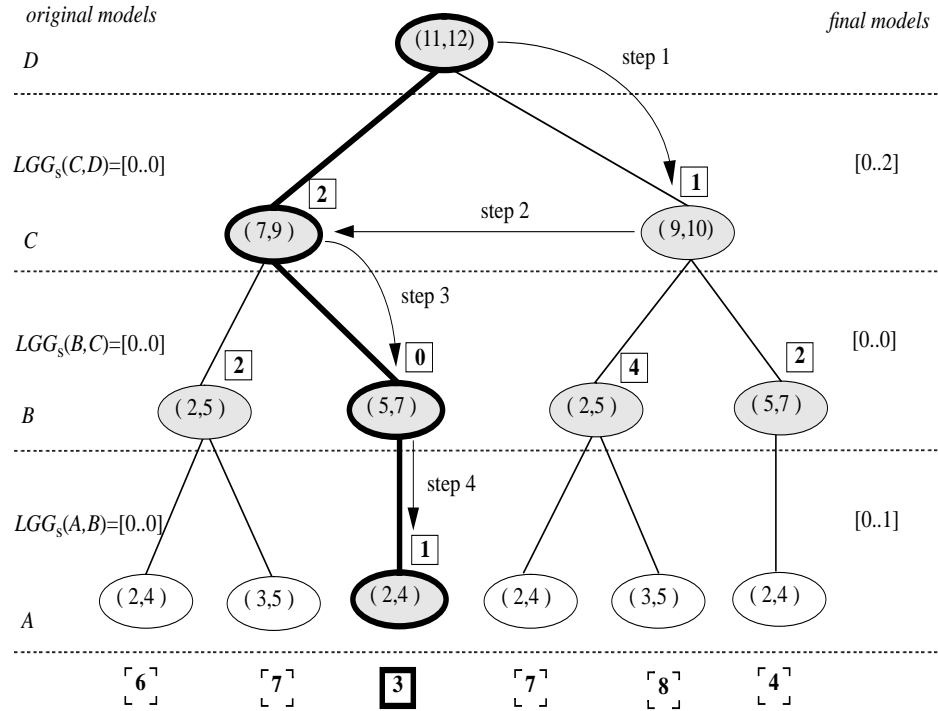 original models
final models
(11,12)
step 1
D
LGGs(C,D)=[0..0]
[0..2]
2
1
step 2
( 7,9 )
( 9,10)
C
step 3
LGGs(B,C)=[0..0]
[0..0]
2
0
4
2
( 2,5 )
( 5,7 )
( 2,5 )
( 5,7 )
B
step 4
LGGs(A,B)=[0..0]
[0..1]
1
( 2,4 )
( 3,5 )
( 2,4 )
( 2,4 )
( 3,5 )
( 2,4 )
A
6
7
3
7
8
4